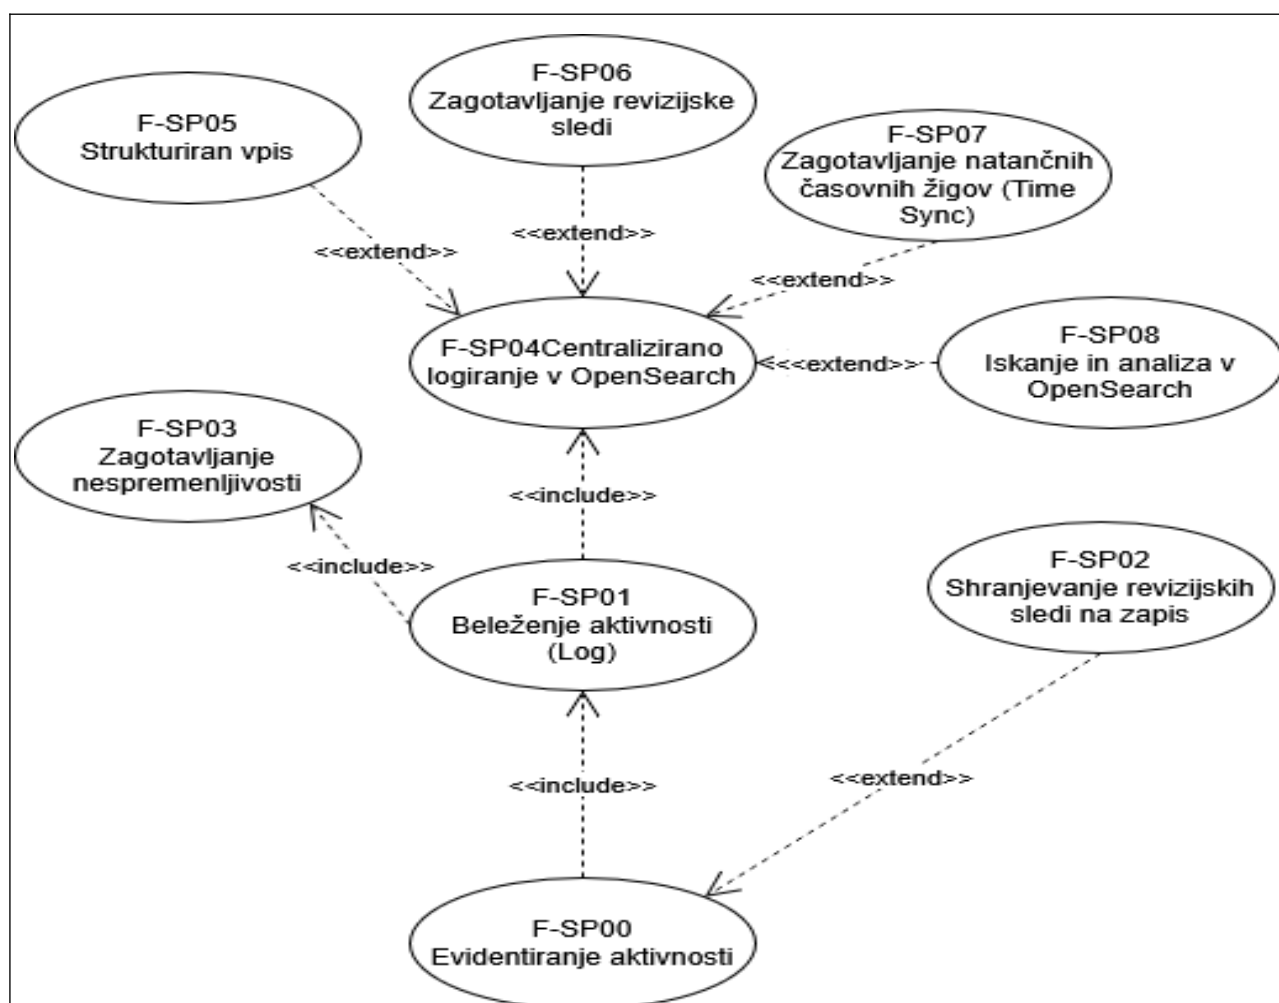 F-SP06
Zagotavljanje revizijske
sledi
F-SP05
Strukturiran vpis
F-SP07
Zagotavljanje natančnih
časovnih žigov (Time
Sync)
<<extend>>
<<extend>>
<<extend>>
F-SP04Centralizirano
logiranje v OpenSearch
<<extend>>
F-SP08
Iskanje in analiza v
OpenSearch
F-SP03
Zagotavljanje
nespremenljivosti
<<include>>
<<include>>
F-SP01
Beleženje aktivnosti
(Log)
F-SP02
Shranjevanje revizijskih
sledi na zapis
<<include>>
<<extend>>
F-SP00
Evidentiranje aktivnosti